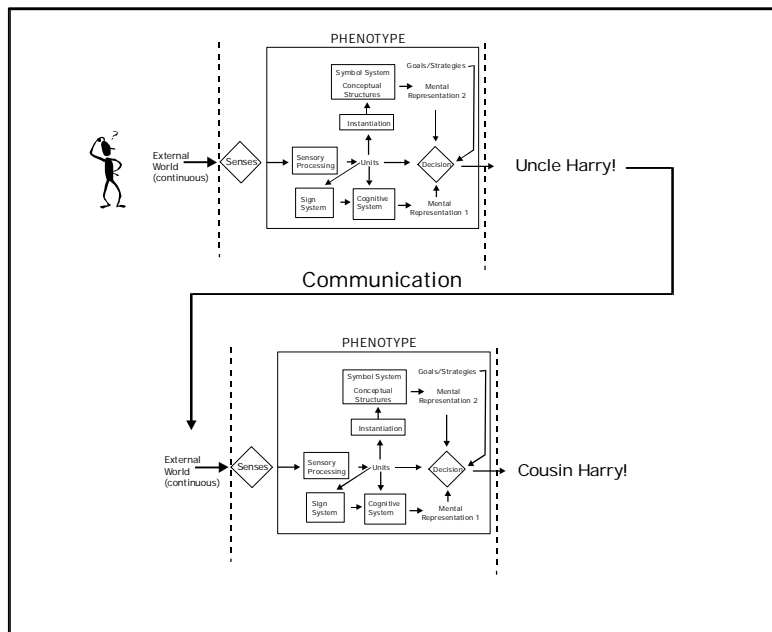 PHENOTYPE
Goals/Strategies
Symbol System
Conceptual
Structures
Mental
Representation 2
Instantiation
?
External
World
(continuous)
Senses
Sensory
Processing
Units
Decision
Uncle Harry!
Sign
System
Cognitive
System
Mental
Representation 1
Communication
PHENOTYPE
Goals/Strategies
Symbol System
Conceptual
Structures
Mental
Representation 2
Instantiation
External
World
(continuous)
Senses
Sensory
Processing
Units
Decision
Cousin Harry!
Sign
System
Cognitive
System
Mental
Representation 1